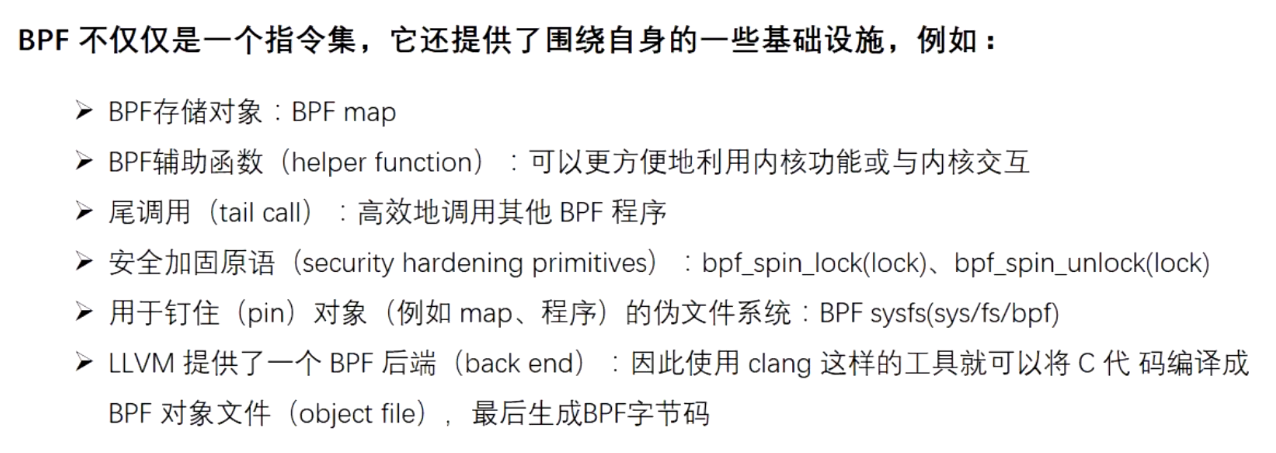 BPF 不仅仅是一个指令集，它还提供了围绕自身的一些基础设施，例如：
➢ BPF存储对象：BPF map
➢ BPF辅助函数（helper function）：可以更方便地利用内核功能或与内核交互
➢ 尾调用（tail call）：高效地调用其他 BPF 程序
➢ 安全加固原语（security hardening primitives）：bpf_spin_lock(lock)、bpf_spin_unlock(lock)
➢ 用于钉住（pin）对象（例如 map、程序）的伪文件系统：BPF sysfs(sys/fs/bpf)
➢ LLVM 提供了一个 BPF 后端（back end）：因此使用 clang 这样的工具就可以将 C 代 码编译成
BPF 对象文件（object file），最后生成BPF字节码